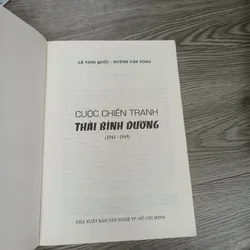 LÊ VINH QUỐC - HUỲNH VĂN TÒNG
CUỘC CHIẾN TRANH
THÁI BÌNH DƯƠNG
(1941 - 1945)
NHÀ XUẤT BẢN VĂN NGHỆ TP. HỒ CHÍ MINH